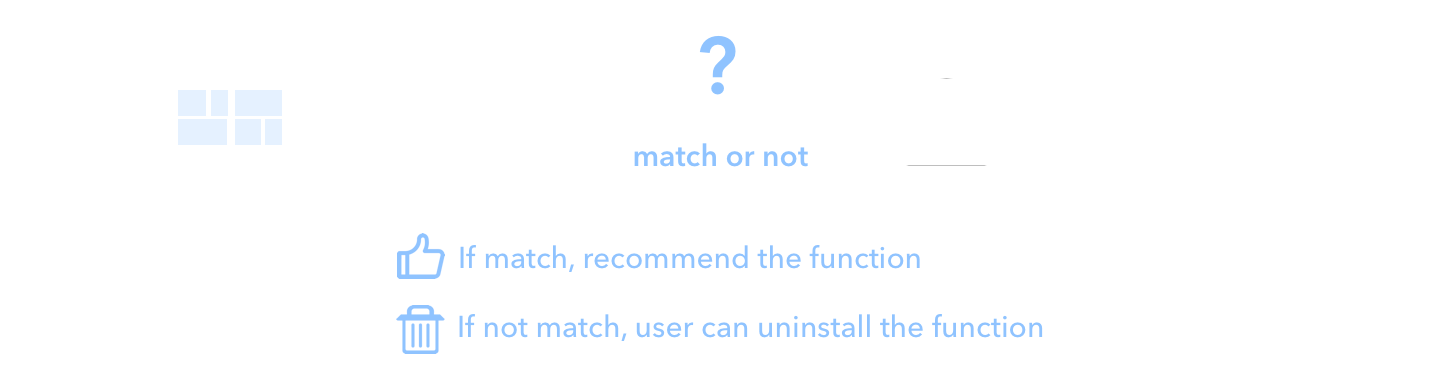 ?
match or not
If match, recommend the function
If not match, user can uninstall the function